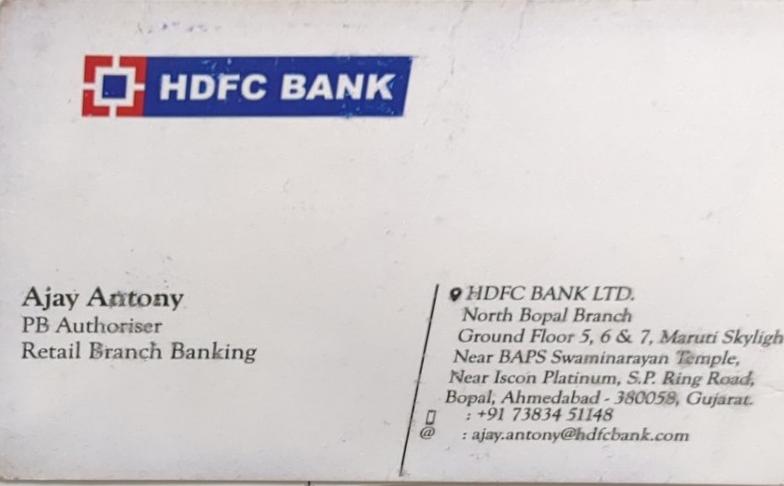 HDFC BANK
Ajay Antony
PB Authoriser
Retail Branch Banking
HDFC BANK LTD.
North Bopal Branch
Ground Floor 5, 6 & 7, Maruti Skyligh
Near BAPS Swaminarayan Temple,
Near Iscon Platinum, S.P. Ring Road,
Bopal, Ahmedabad - 380058, Gujarat.
: +91 73834 51148
@ : ajay.antony@hdfcbank.com